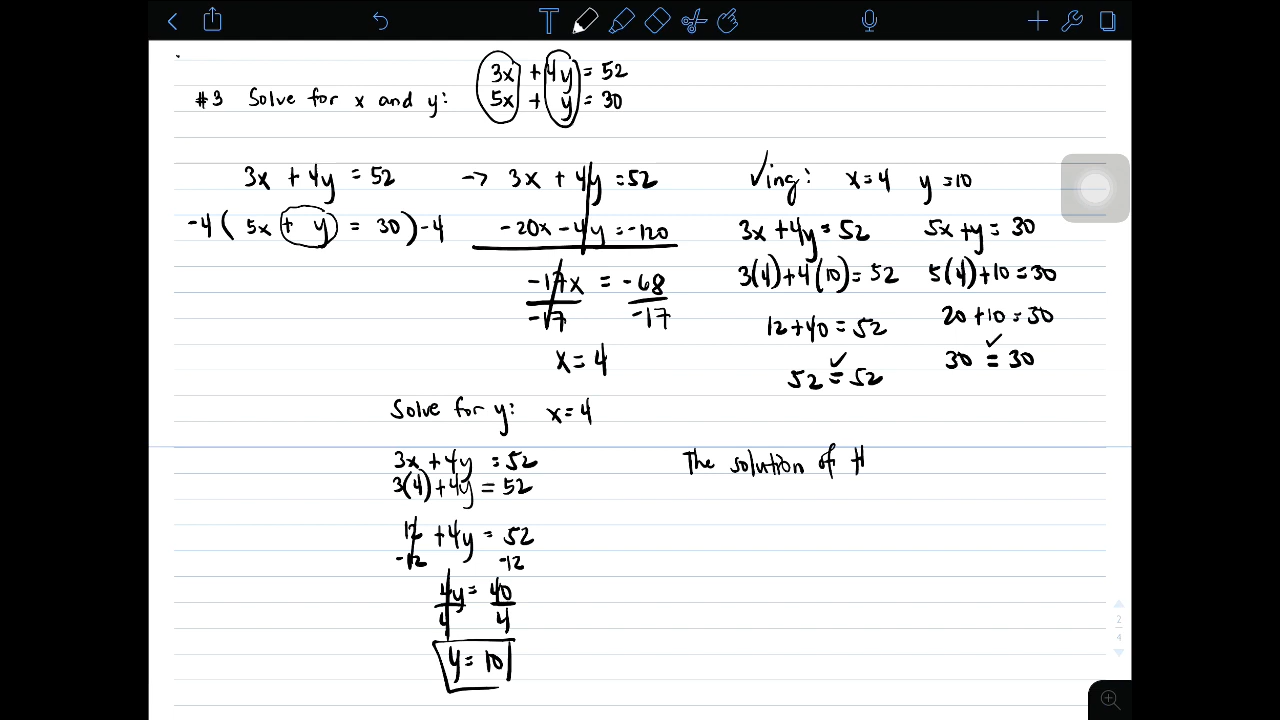 3x + 4y = 52
#3 Solve for x and y: 5x + y = 30
3x + 4y = 52 -> 3x + 4y = 52
-4 ( 5x + y = 30 ) -4
-20x - 4y = -120
-17x = -68
-17 -17
x = 4
Solve for y: x = 4
3x + 4y = 52
3(4) + 4y = 52
12 + 4y = 52
-12 -12
4y = 40
4 4
y = 10
✓ing: x = 4 y = 10
3x + 4y = 52
3(4) + 4(10) = 52
12 + 40 = 52
✓
52 = 52
5x + y = 30
5(4) + 10 = 30
20 + 10 = 30
✓
30 = 30
The solution of t
2
4